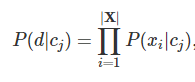 P(d|c_j) = \prod_{i=1}^{|\mathbf{X}|} P(x_i|c_j),